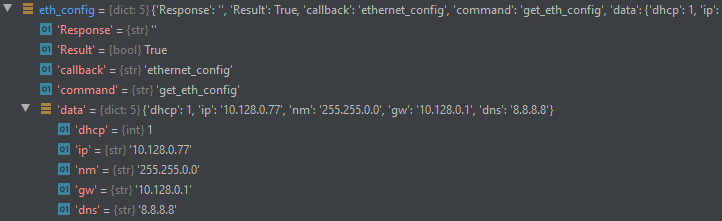 eth_config = {dict: 5} {'Response': '', 'Result': True, 'callback': 'ethernet_config', 'command': 'get_eth_config', 'data': {'dhcp': 1, 'ip':
01 'Response' = {str} ''
01 'Result' = {bool} True
01 'callback' = {str} 'ethernet_config'
01 'command' = {str} 'get_eth_config'
'data' = {dict: 5} {'dhcp': 1, 'ip': '10.128.0.77', 'nm': '255.255.0.0', 'gw': '10.128.0.1', 'dns': '8.8.8.8'}
01 'dhcp' = {int} 1
01 'ip' = {str} '10.128.0.77'
01 'nm' = {str} '255.255.0.0'
01 'gw' = {str} '10.128.0.1'
01 'dns' = {str} '8.8.8.8'